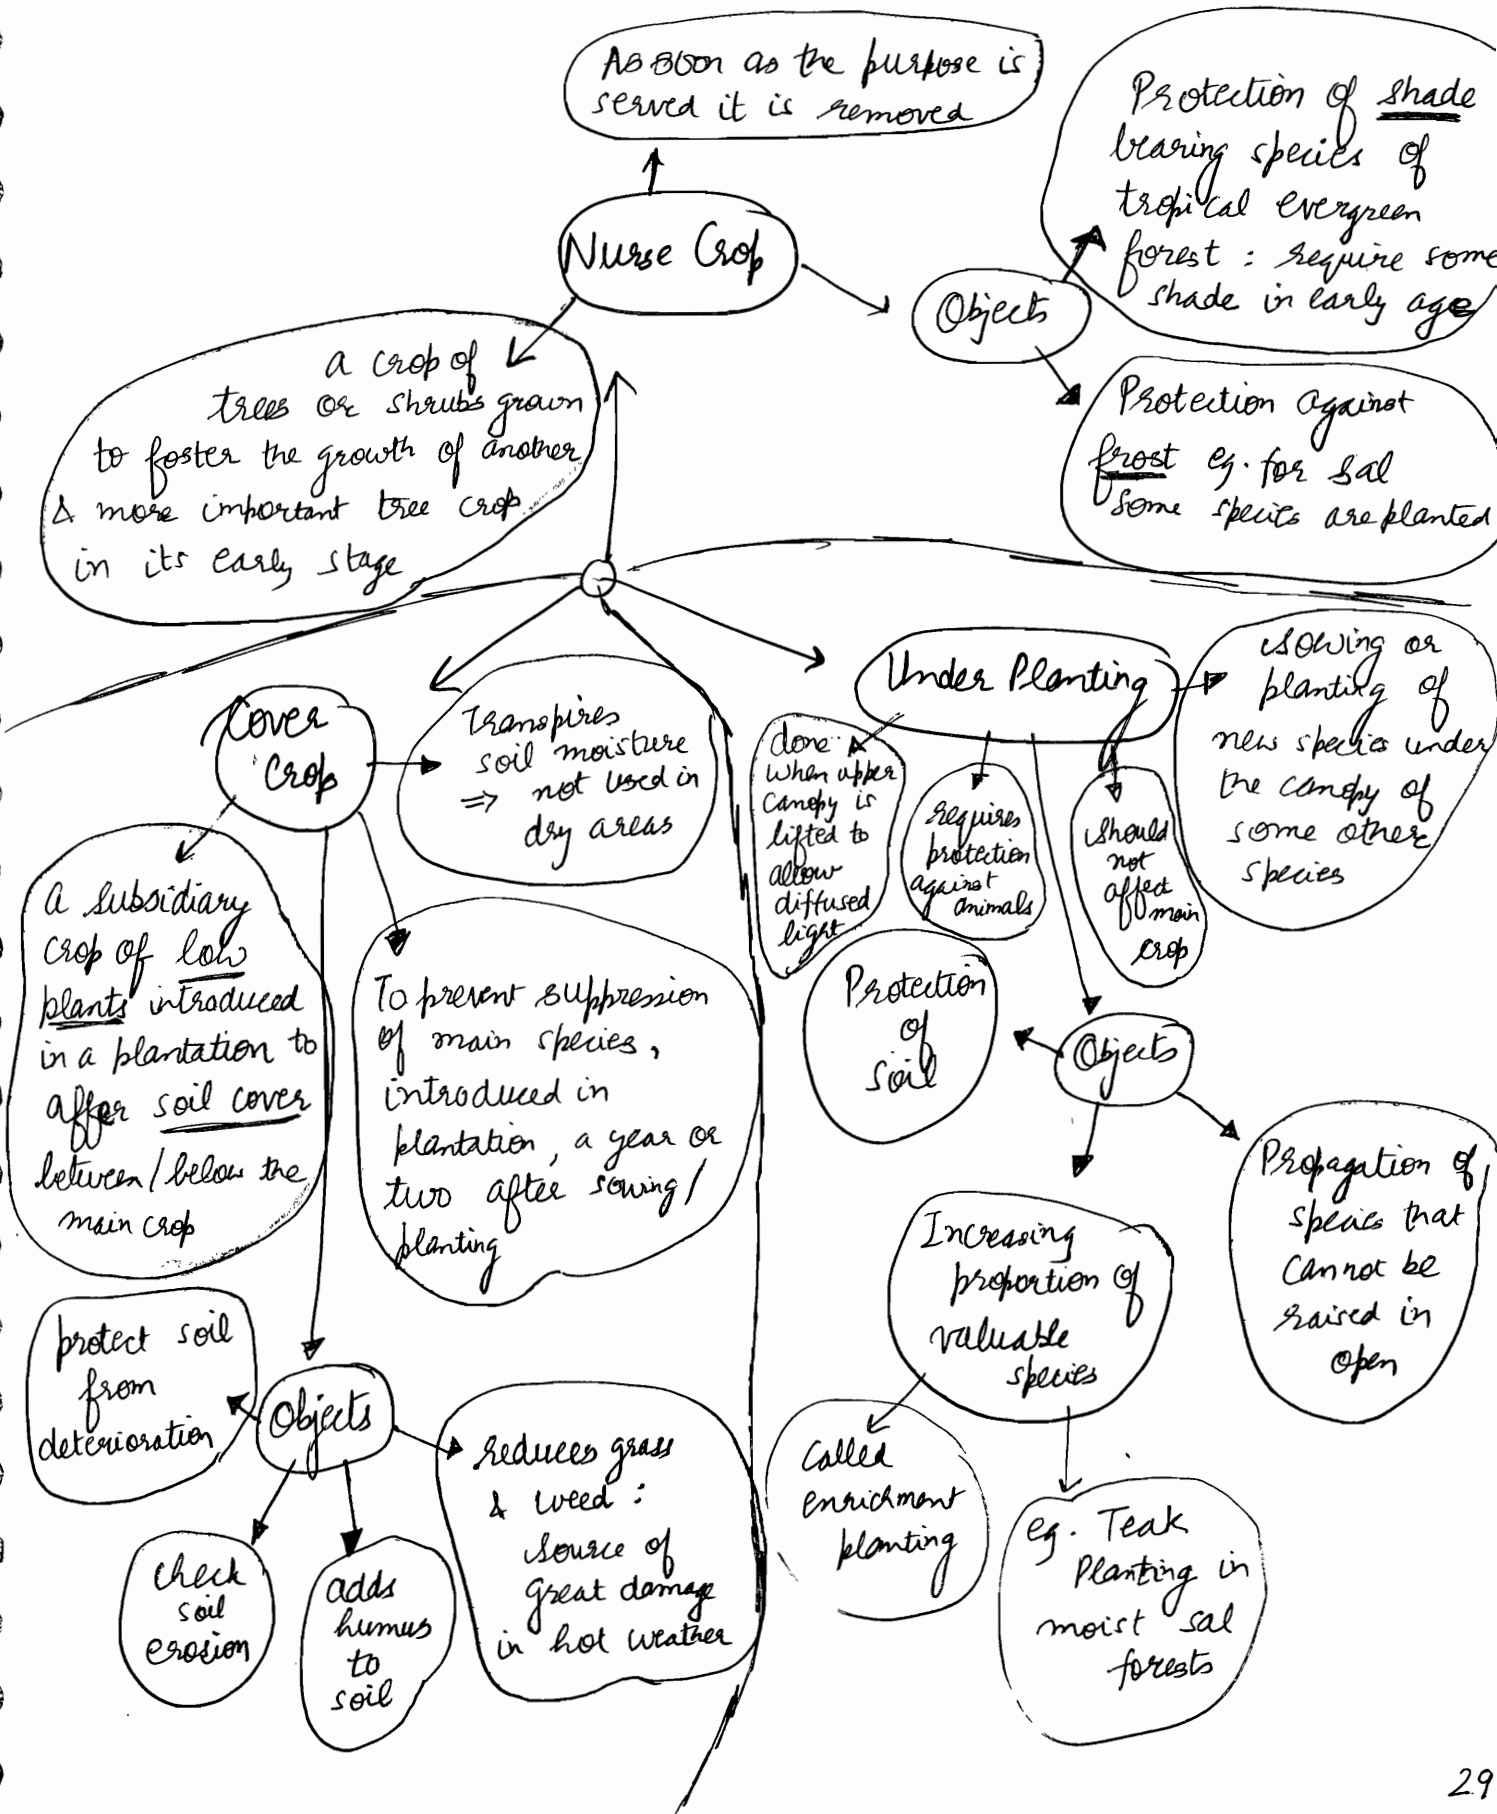 As soon as the purpose is
served it is removed
Nurse Crop
Objects
Protection of shade
bearing species of
tropical evergreen
forest : require some
shade in early age
Protection against
frost eg. for sal
some species are planted
a crop of
trees or shrubs grown
to foster the growth of another
& more important tree crop
in its early stage
Cover
Crop
Transpires
soil moisture
⇒ not used in
dry areas
a subsidiary
crop of low
plants introduced
in a plantation to
affer soil cover
between/below the
main crop
To prevent suppression
of main species,
introduced in
plantation, a year or
two after sowing/
planting
Objects
protect soil
from
deterioration
check
soil
erosion
adds
humus
to
soil
reduces grass
& weed :
source of
great damage
in hot weather
Under Planting
sowing or
planting of
new species under
the canopy of
some other
species
done
when upper
canopy is
lifted to
allow
diffused
light
requires
protection
against
animals
should
not
affect
main
crop
Objects
Protection
of
soil
Increasing
proportion of
valuable
species
Propagation of
species that
cannot be
raised in
open
Called
enrichment
planting
eg. Teak
Planting in
moist sal
forests
29